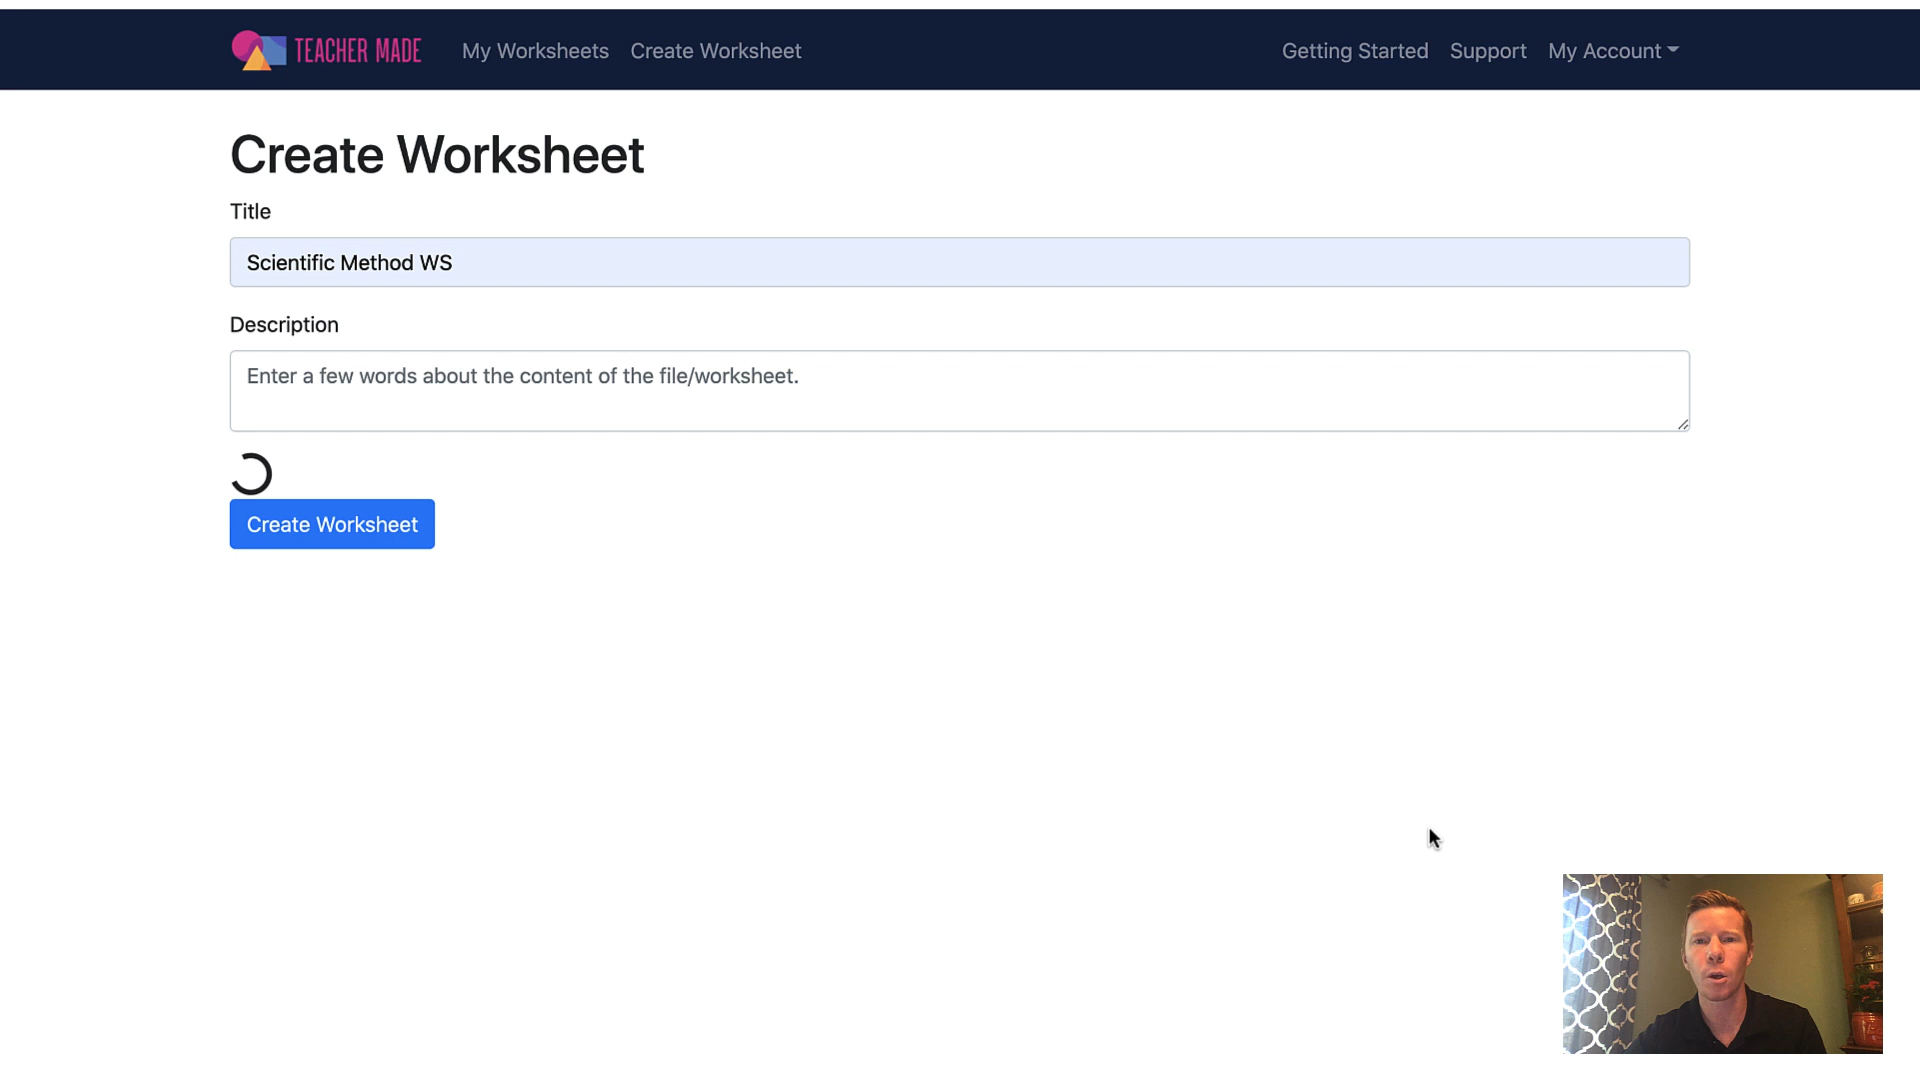 TEACHER MADE
My Worksheets
Create Worksheet
Getting Started
Support
My Account
Create Worksheet
Title
Scientific Method WS
Description
Enter a few words about the content of the file/worksheet.
Create Worksheet